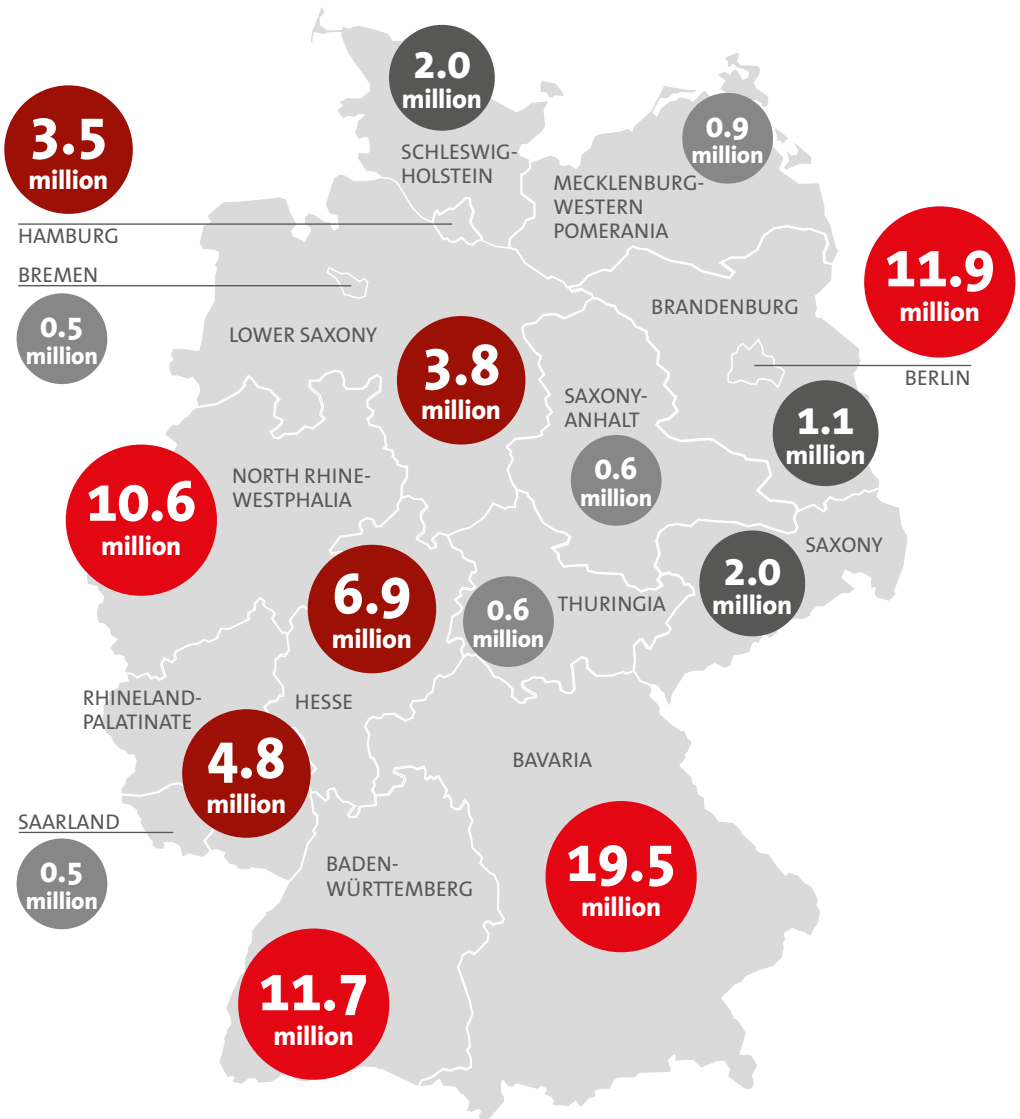 2.0
million
SCHLESWIG-
HOLSTEIN
3.5
million
HAMBURG
0.9
million
MECKLENBURG-
WESTERN
POMERANIA
BREMEN
0.5
million
11.9
million
BERLIN
BRANDENBURG
1.1
million
LOWER SAXONY
3.8
million
SAXONY-
ANHALT
0.6
million
10.6
million
NORTH RHINE-
WESTPHALIA
SAXONY
2.0
million
6.9
million
HESSE
0.6
million
THURINGIA
RHINELAND-
PALATINATE
4.8
million
SAARLAND
0.5
million
BAVARIA
19.5
million
BADEN-
WÜRTTEMBERG
11.7
million